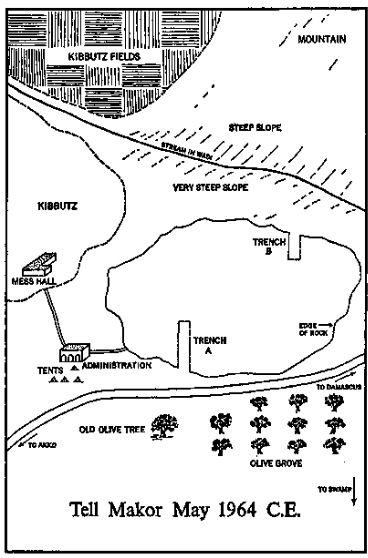 MOUNTAIN
KIBBUTZ FIELDS
STEEP SLOPE
STREAM IN WADI
VERY STEEP SLOPE
KIBBUTZ
TRENCH
B
MESS HALL
EDGE
OF ROCK
TRENCH
A
ADMINISTRATION
TENTS
TO DAMASCUS
OLD OLIVE TREE
TO AKKO
OLIVE GROVE
TO SWAMP
Tell Makor May 1964 C.E.